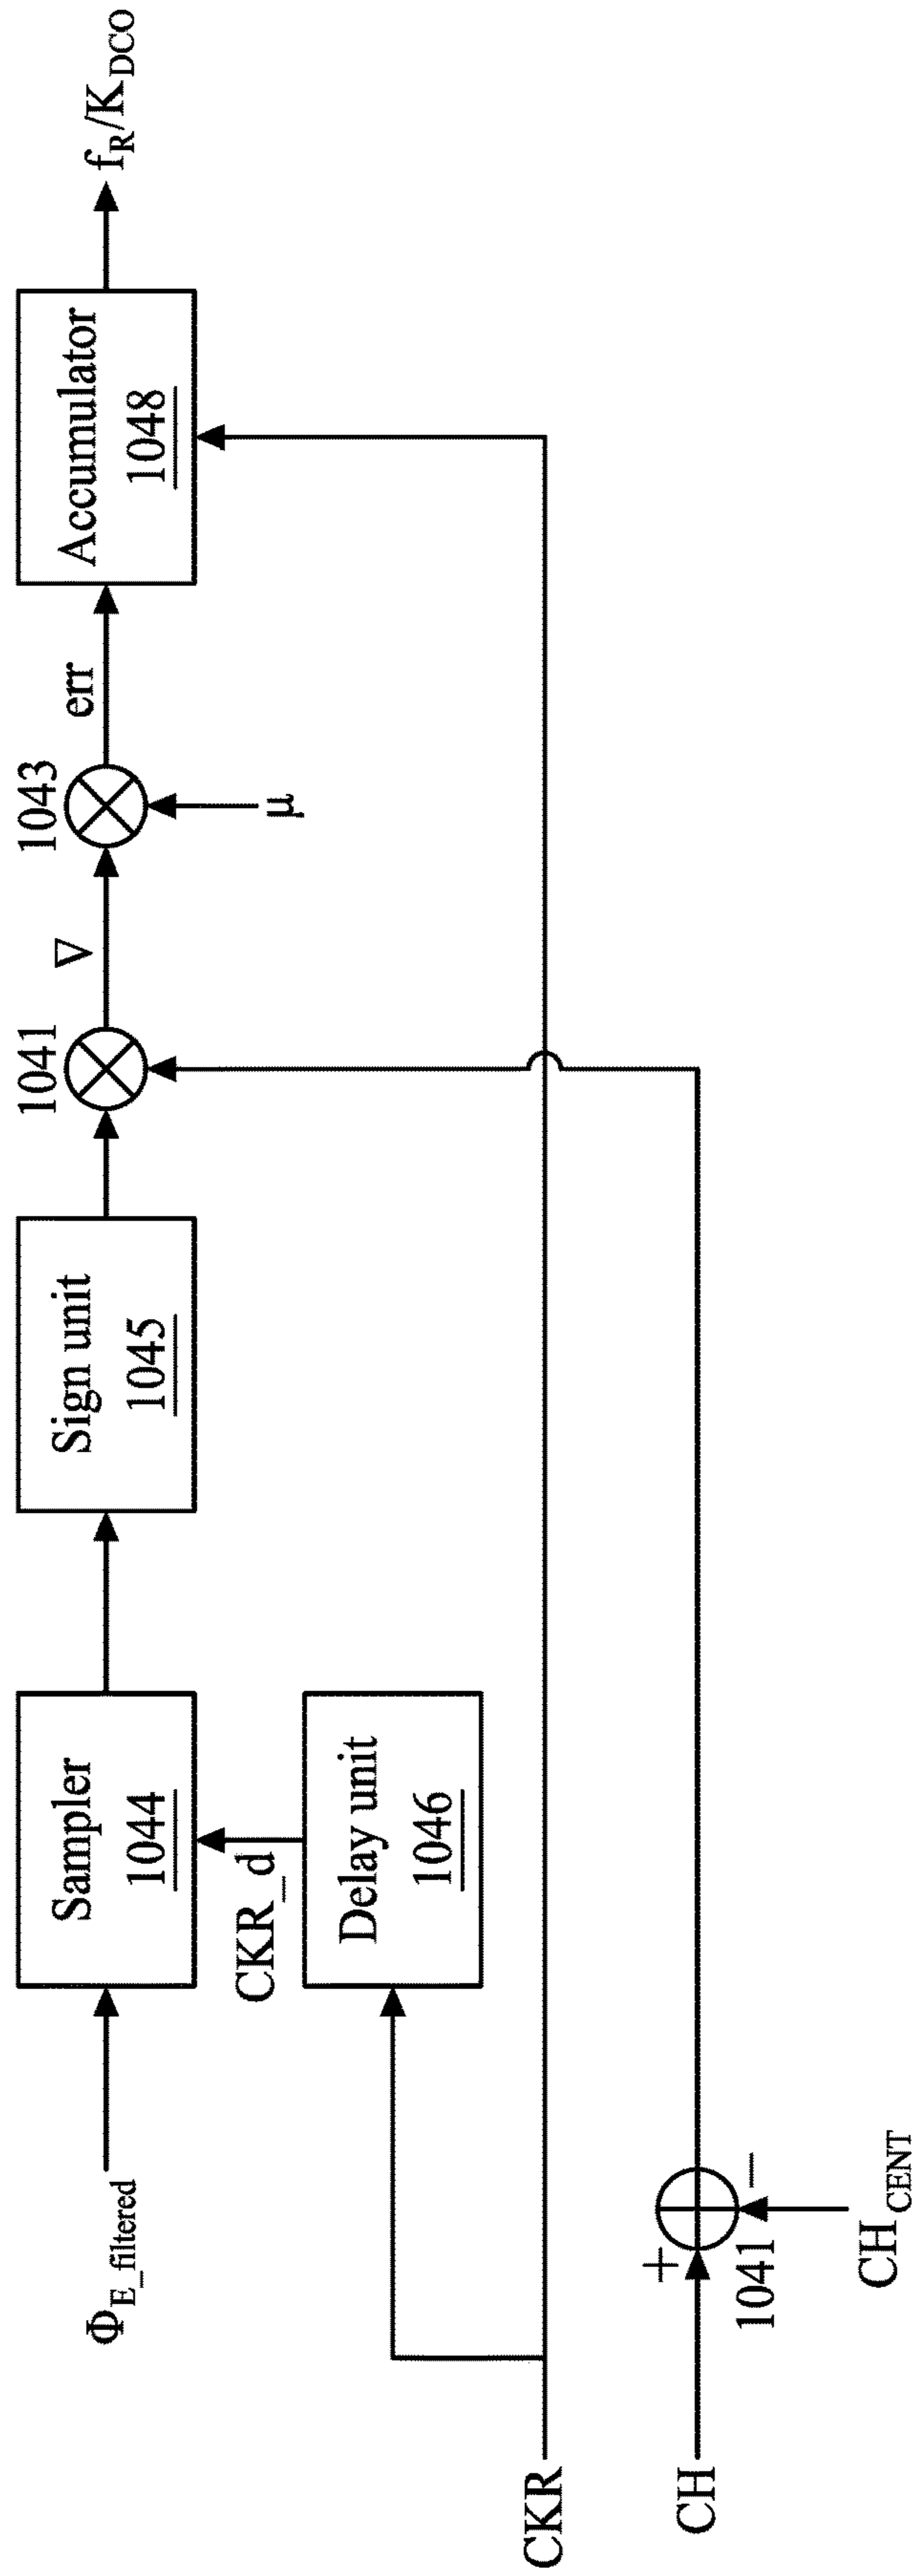 Φ_E_filtered
Sampler
1044
CKR_d
Delay unit
1046
Sign unit
1045
1041
∇
1043
μ
err
Accumulator
1048
f_R/K_DCO
CKR
CH
+
−
1041
CH_CENT